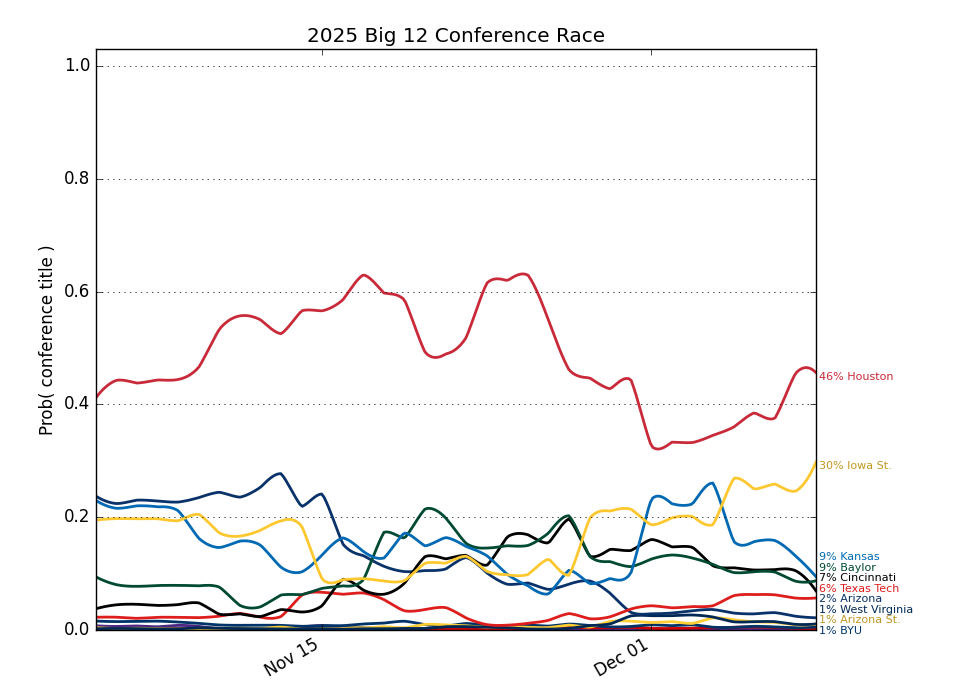 2025 Big 12 Conference Race
Prob( conference title )
1.0
0.8
0.6
0.4
0.2
0.0
Nov 15
Dec 01
46% Houston
30% Iowa St.
9% Kansas
9% Baylor
7% Cincinnati
6% Texas Tech
2% Arizona
1% West Virginia
1% Arizona St.
1% BYU